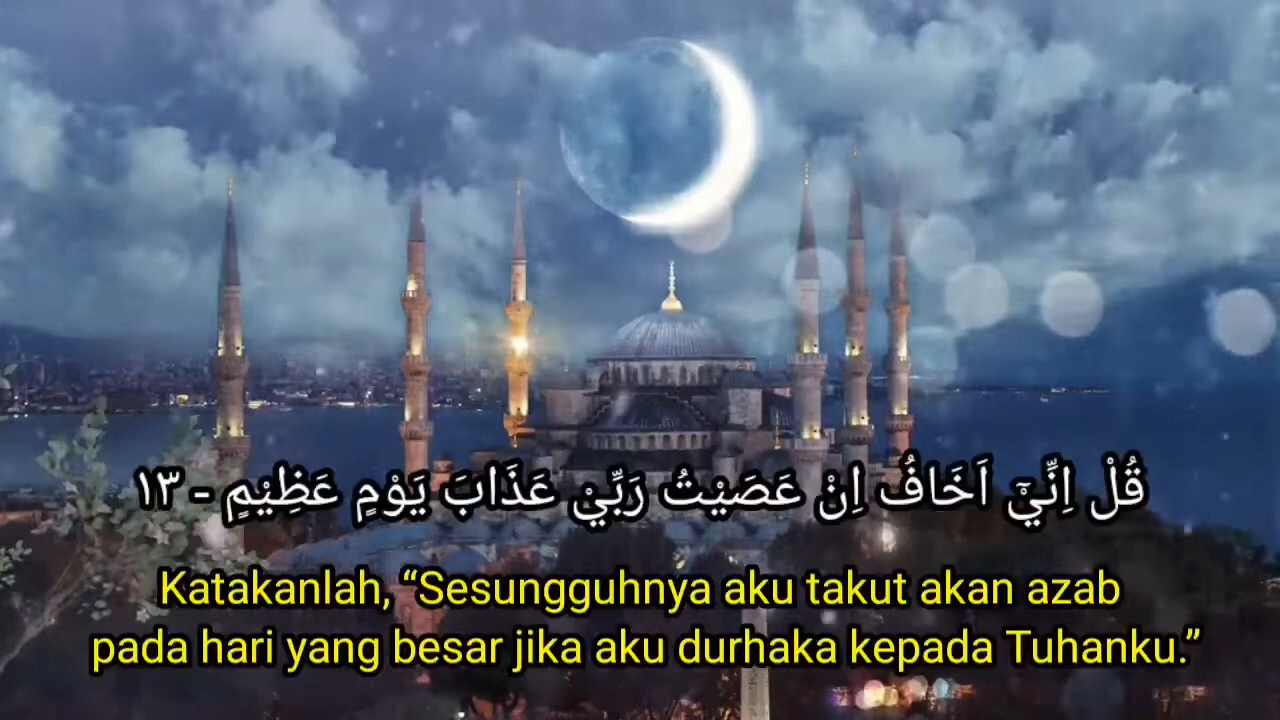 قُلْ اِنِّيْٓ اَخَافُ اِنْ عَصَيْتُ رَبِّيْ عَذَابَ يَوْمٍ عَظِيْمٍ - ١٣
Katakanlah, “Sesungguhnya aku takut akan azab
pada hari yang besar jika aku durhaka kepada Tuhanku.”